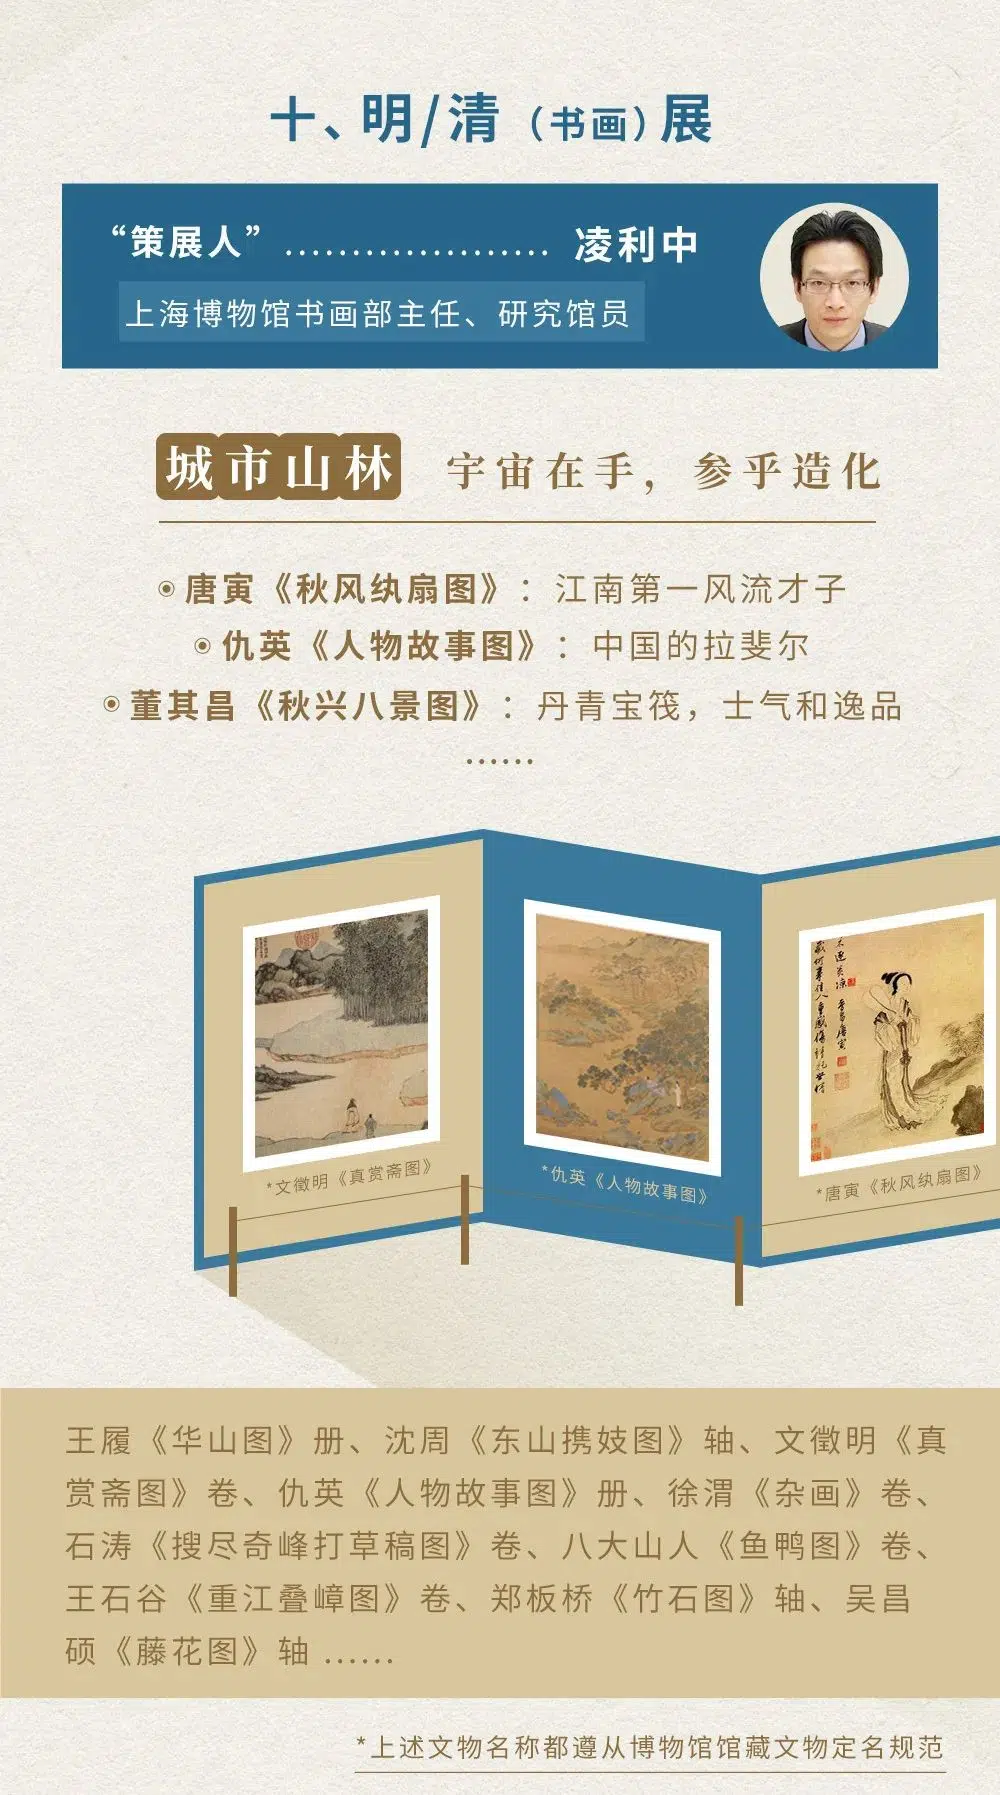 十、明/清（书画）展
“策展人”.................... 凌利中
上海博物馆书画部主任、研究馆员
城市山林 宇宙在手，参乎造化
唐寅《秋风纨扇图》：江南第一风流才子
仇英《人物故事图》：中国的拉斐尔
董其昌《秋兴八景图》：丹青宝筏，士气和逸品
......
*文徵明《真赏斋图》
*仇英《人物故事图》
*唐寅《秋风纨扇图》
王履《华山图》册、沈周《东山携妓图》轴、文徵明《真
赏斋图》卷、仇英《人物故事图》册、徐渭《杂画》卷、
石涛《搜尽奇峰打草稿图》卷、八大山人《鱼鸭图》卷、
王石谷《重江叠嶂图》卷、郑板桥《竹石图》轴、吴昌
硕《藤花图》轴 ......
*上述文物名称都遵从博物馆馆藏文物定名规范